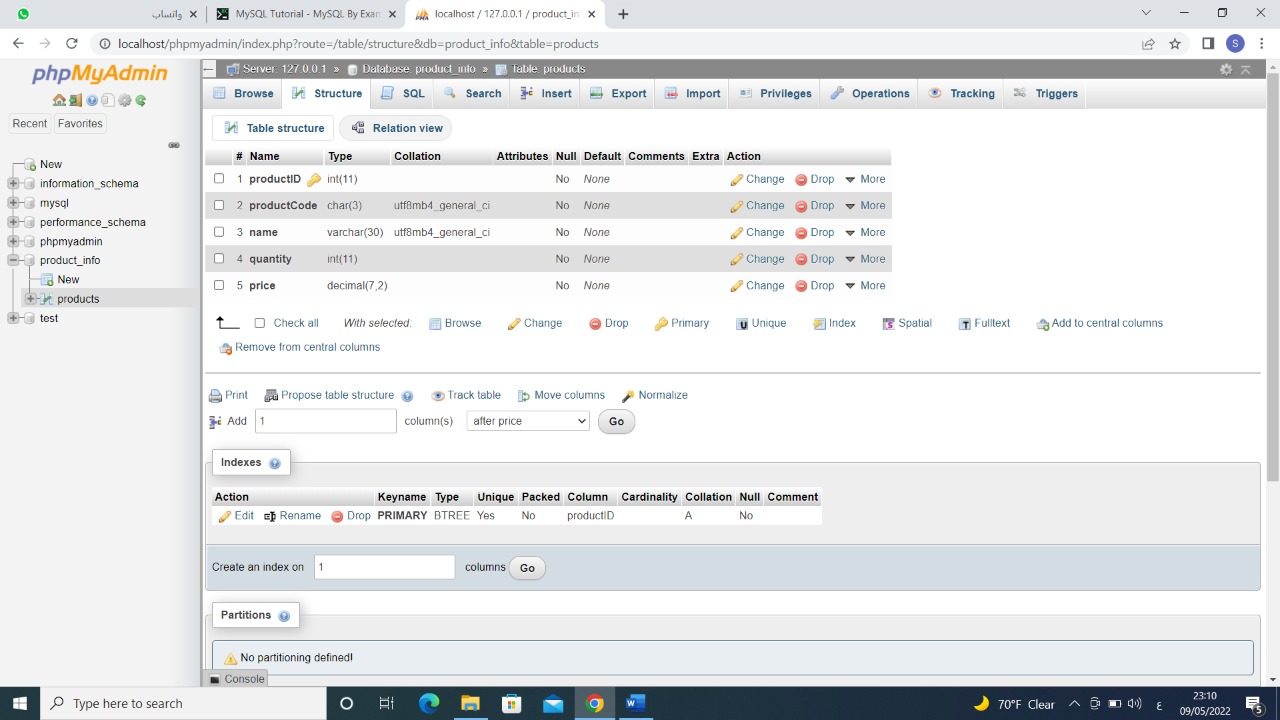 واتساب
MySQL Tutorial - MySQL By Exa
localhost / 127.0.0.1 / product_in
localhost/phpmyadmin/index.php?route=/table/structure&db=product_info&table=products
S
phpMyAdmin
Recent Favorites
New
information_schema
mysql
performance_schema
phpmyadmin
product_info
New
products
test
Server: 127.0.0.1 » Database: product_info » Table: products
Browse Structure SQL Search Insert Export Import Privileges Operations Tracking Triggers
Table structure Relation view
# Name Type Collation Attributes Null Default Comments Extra Action
1 productID int(11) No None Change Drop More
2 productCode char(3) utf8mb4_general_ci No None Change Drop More
3 name varchar(30) utf8mb4_general_ci No None Change Drop More
4 quantity int(11) No None Change Drop More
5 price decimal(7,2) No None Change Drop More
Check all With selected: Browse Change Drop Primary Unique Index Spatial Fulltext Add to central columns
Remove from central columns
Print Propose table structure Track table Move columns Normalize
Add 1 column(s) after price Go
Indexes
Action Keyname Type Unique Packed Column Cardinality Collation Null Comment
Edit Rename Drop PRIMARY BTREE Yes No productID A No
Create an index on 1 columns Go
Partitions
No partitioning defined!
Console
Type here to search
70°F Clear
ع
23:10
٠٩/٠٥/٢٠٢٢
5